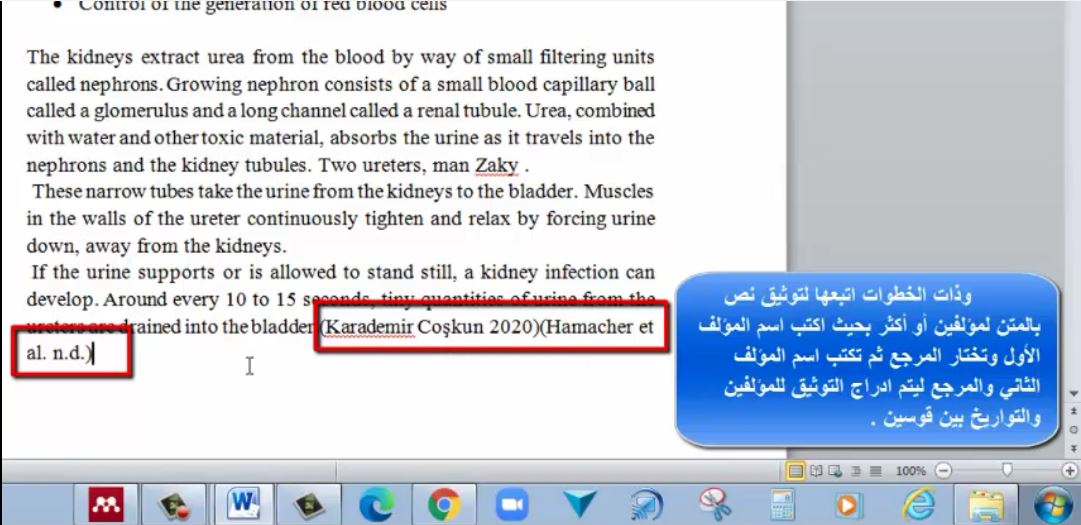 Control of the generation of red blood cells
The kidneys extract urea from the blood by way of small filtering units
called nephrons. Growing nephron consists of a small blood capillary ball
called a glomerulus and a long channel called a renal tubule. Urea, combined
with water and other toxic material, absorbs the urine as it travels into the
nephrons and the kidney tubules. Two ureters, man Zaky .
These narrow tubes take the urine from the kidneys to the bladder. Muscles
in the walls of the ureter continuously tighten and relax by forcing urine
down, away from the kidneys.
If the urine supports or is allowed to stand still, a kidney infection can
develop. Around every 10 to 15 seconds, tiny quantities of urine from the
ureters are drained into the bladder(Karademir Coşkun 2020)(Hamacher et
al. n.d.)
وذات الخطوات اتبعها لتوثيق نص
بالمتن لمؤلفين أو أكثر بحيث اكتب اسم المؤلف
الأول وتختار المرجع ثم تكتب اسم المؤلف
الثاني والمرجع ليتم ادراج التوثيق للمؤلفين
والتواريخ بين قوسين .
100%